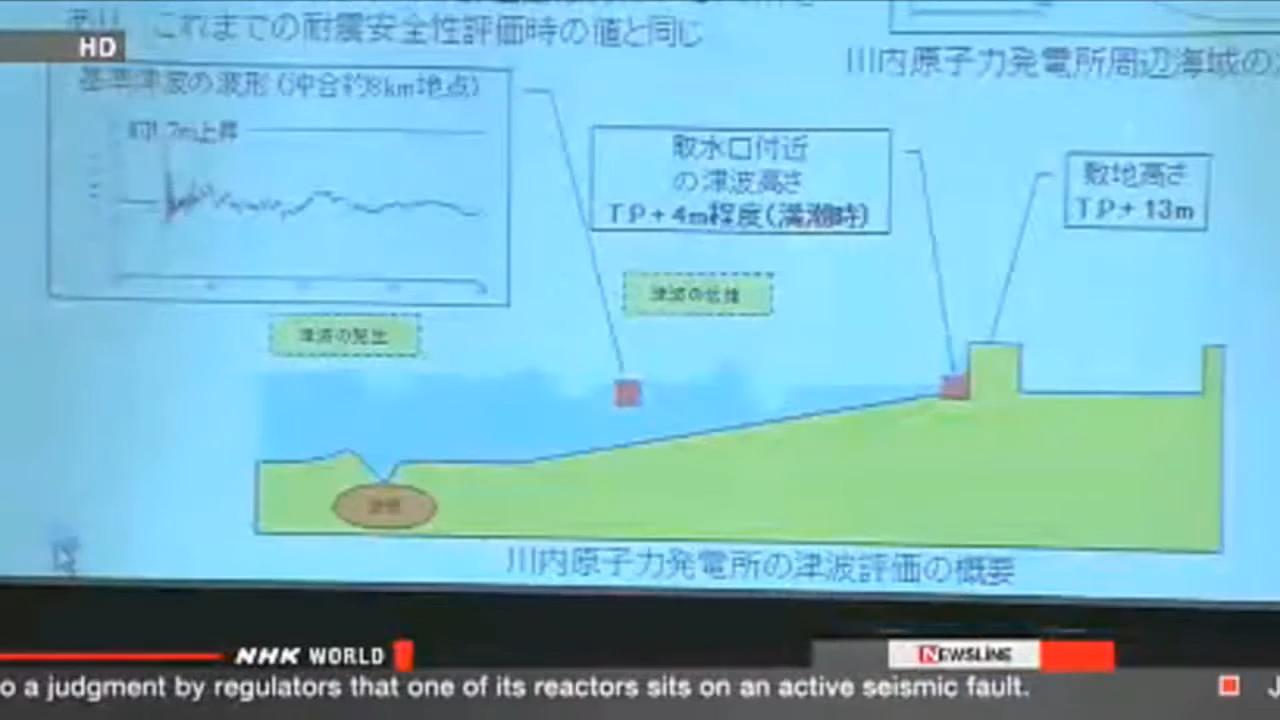 これまでの耐震安全性評価時の値と同じ
HD
川内原子力発電所周辺海域の
基準津波の波形（沖合約8km地点）
取水口付近
の津波高さ
T.P＋4m程度（満潮時）
敷地高さ
T.P＋13m
津波の伝播
津波の発生
川内原子力発電所の津波評価の概要
NHK WORLD
NEWSLINE
o a judgment by regulators that one of its reactors sits on an active seismic fault.
J